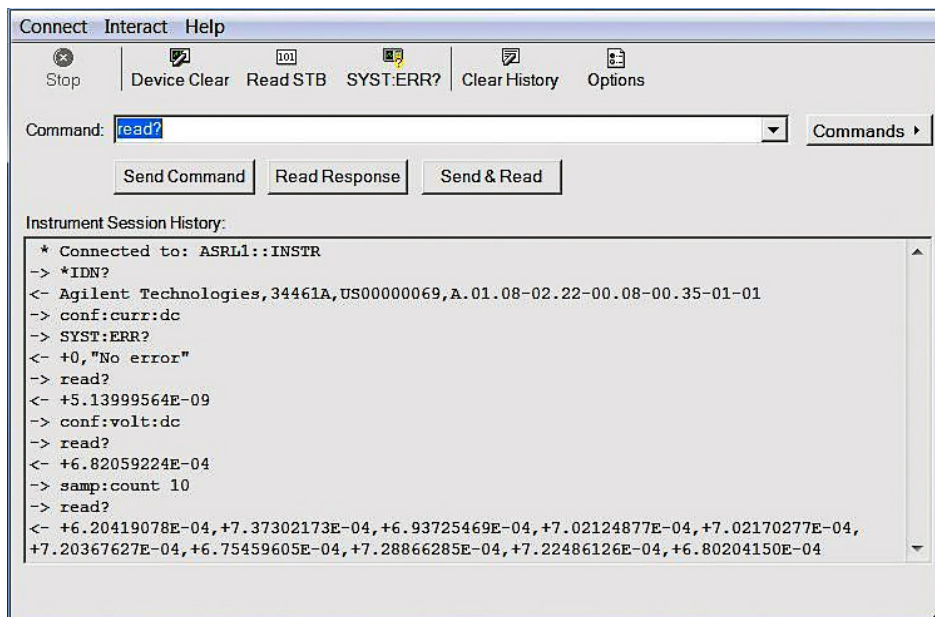 Connect Interact Help
101
Stop Device Clear Read STB SYST:ERR? Clear History Options
Command: read? Commands
Send Command Read Response Send & Read
Instrument Session History:
* Connected to: ASRL1::INSTR
-> *IDN?
<- Agilent Technologies,34461A,US00000069,A.01.08-02.22-00.08-00.35-01-01
-> conf:curr:dc
-> SYST:ERR?
<- +0,"No error"
-> read?
<- +5.13999564E-09
-> conf:volt:dc
-> read?
<- +6.82059224E-04
-> samp:count 10
-> read?
<- +6.20419078E-04,+7.37302173E-04,+6.93725469E-04,+7.02124877E-04,+7.02170277E-04,
+7.20367627E-04,+6.75459605E-04,+7.28866285E-04,+7.22486126E-04,+6.80204150E-04